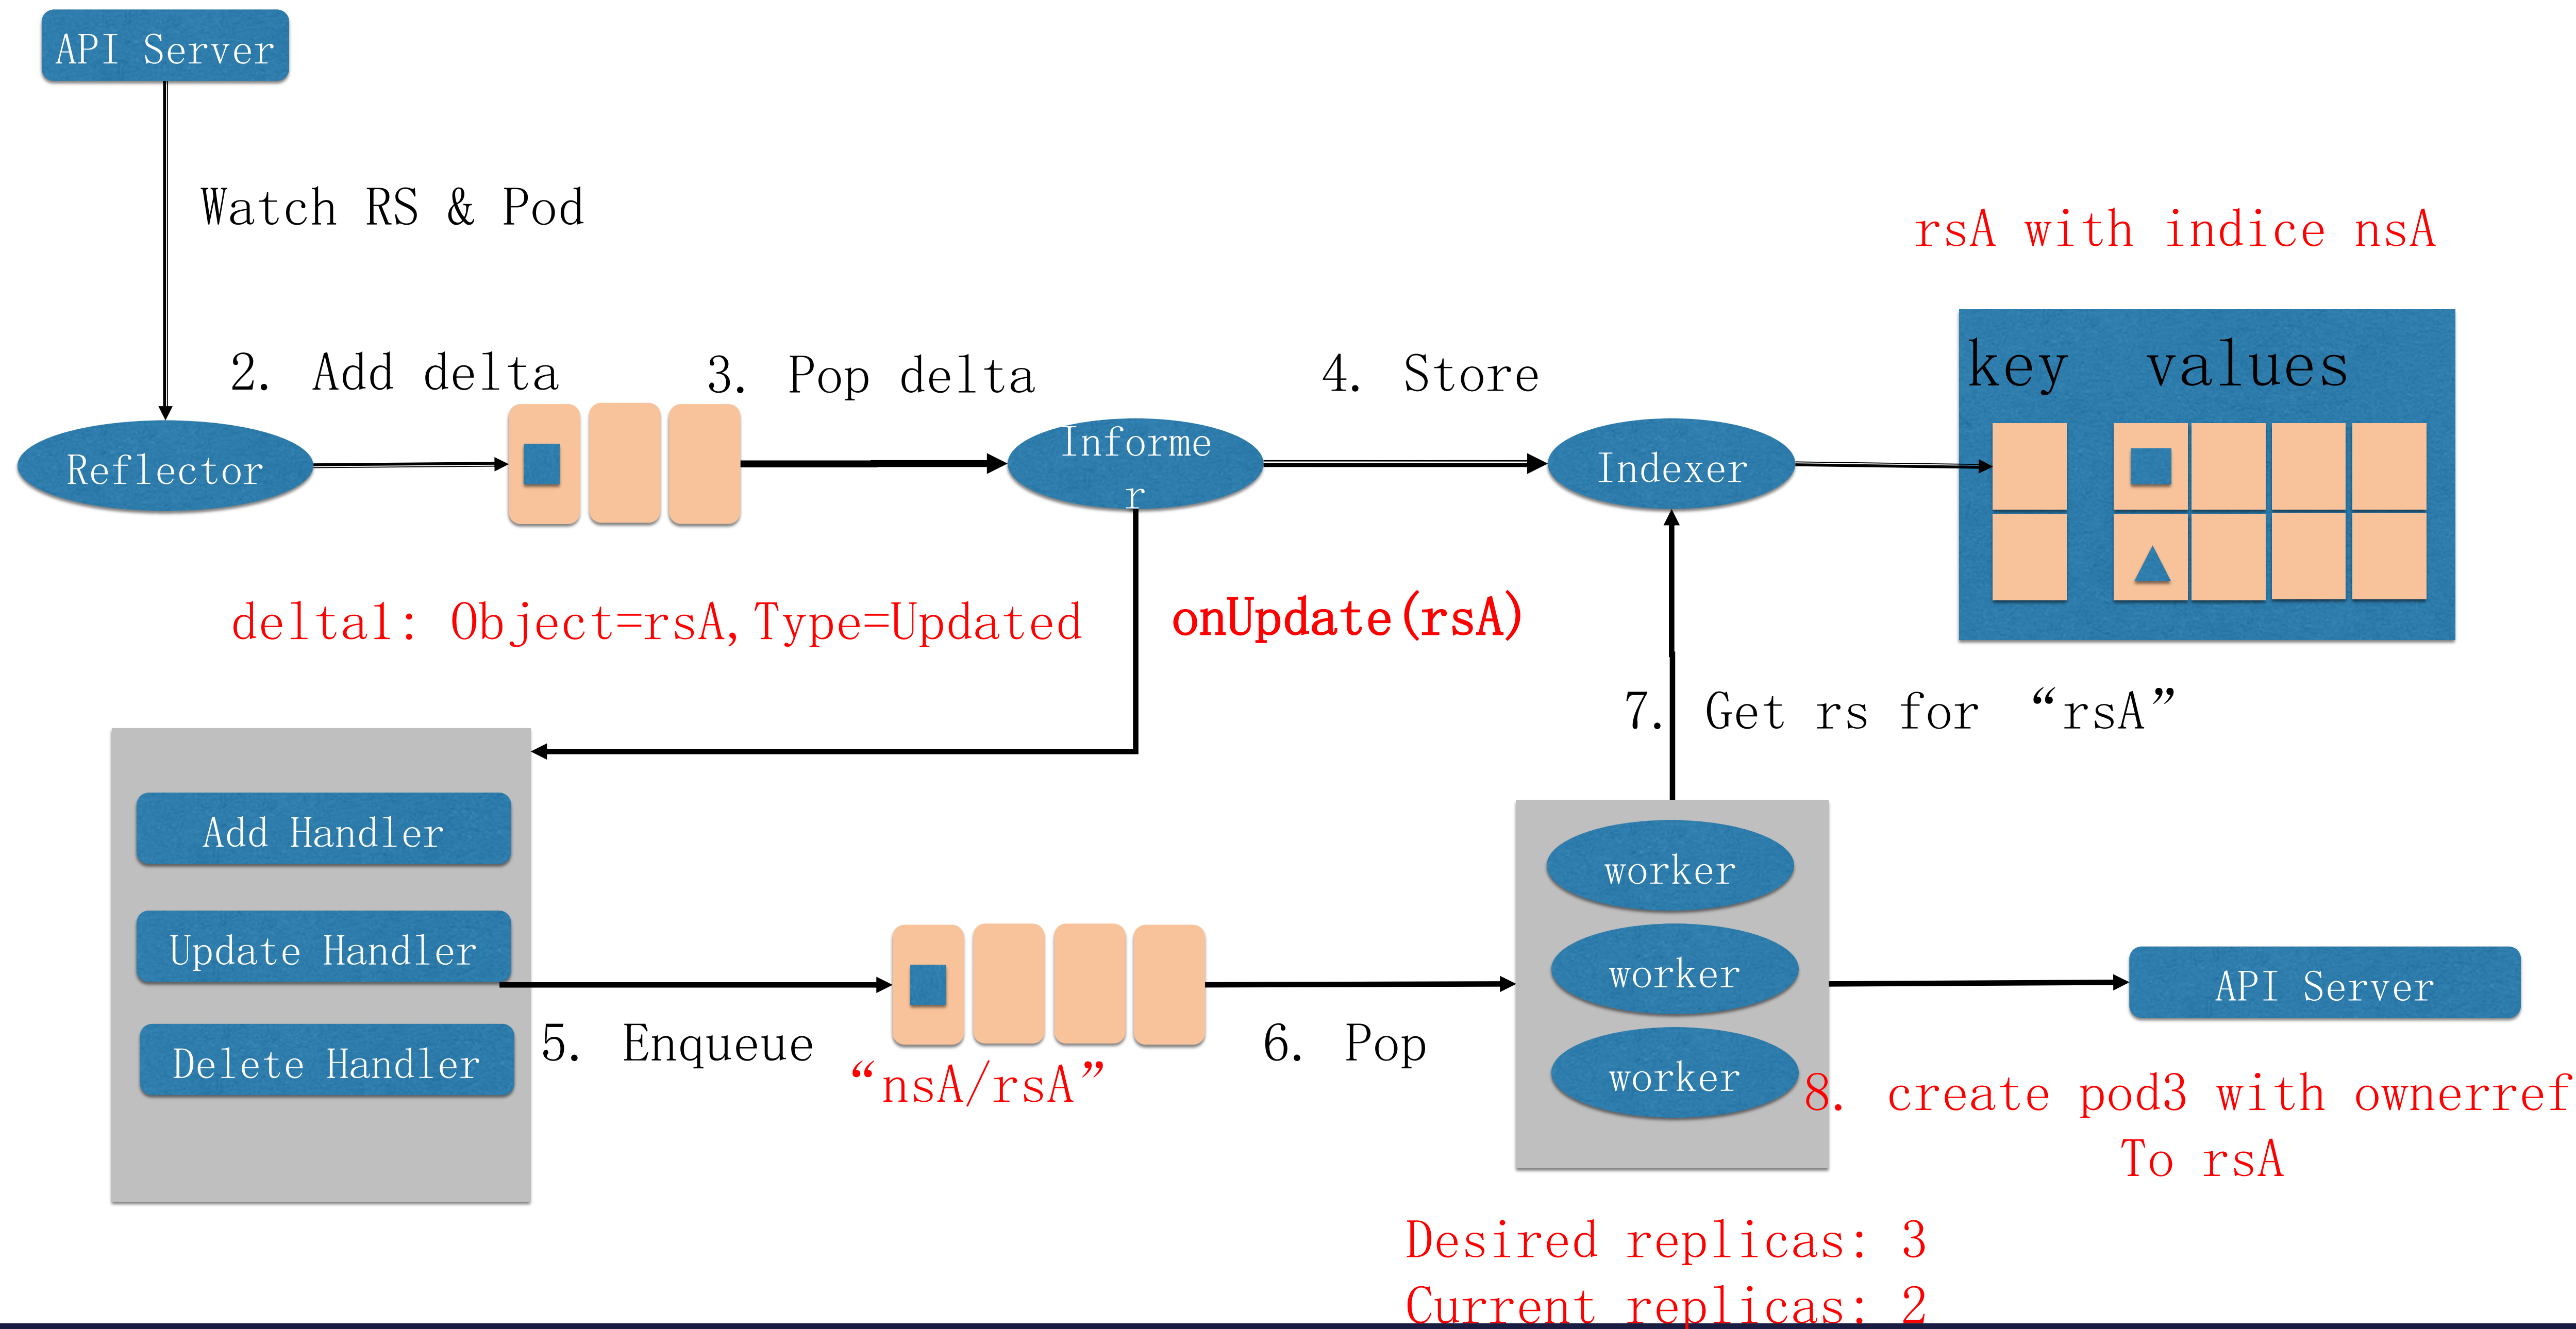 API Server
Watch RS & Pod
rsA with indice nsA
2. Add delta
3. Pop delta
4. Store
key values
Reflector
Informe
r
Indexer
delta1: Object=rsA,Type=Updated
onUpdate(rsA)
7. Get rs for “rsA”
Add Handler
Update Handler
Delete Handler
5. Enqueue
“nsA/rsA”
6. Pop
worker
worker
worker
API Server
8. create pod3 with ownerref
To rsA
Desired replicas: 3
Current replicas: 2